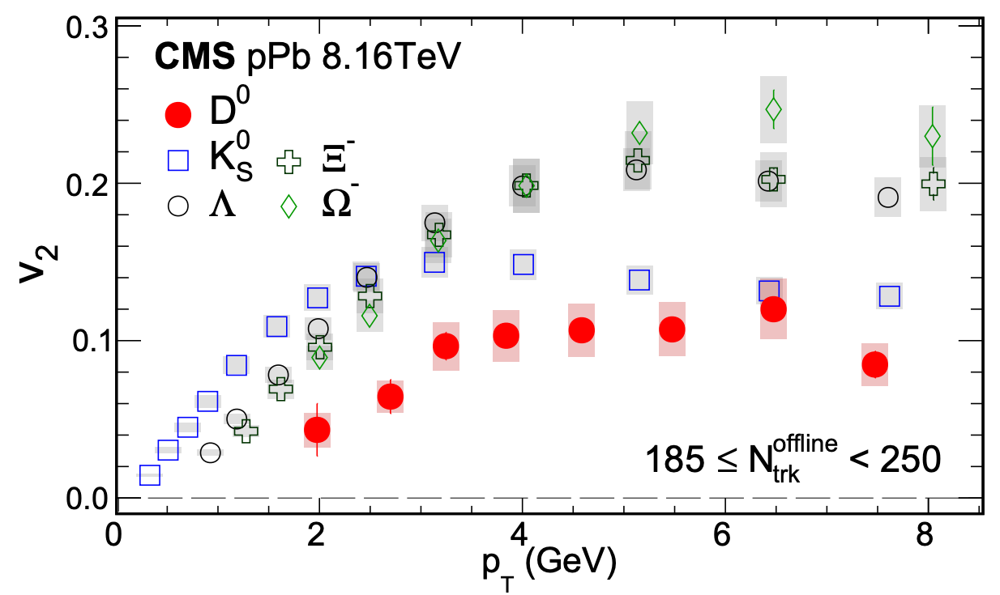 CMS pPb 8.16TeV
D⁰
K⁰S Ξ⁻
Λ Ω⁻
185 ≤ N offline trk < 250
v₂
0.3
0.2
0.1
0.0
0 2 4 6 8
pT (GeV)